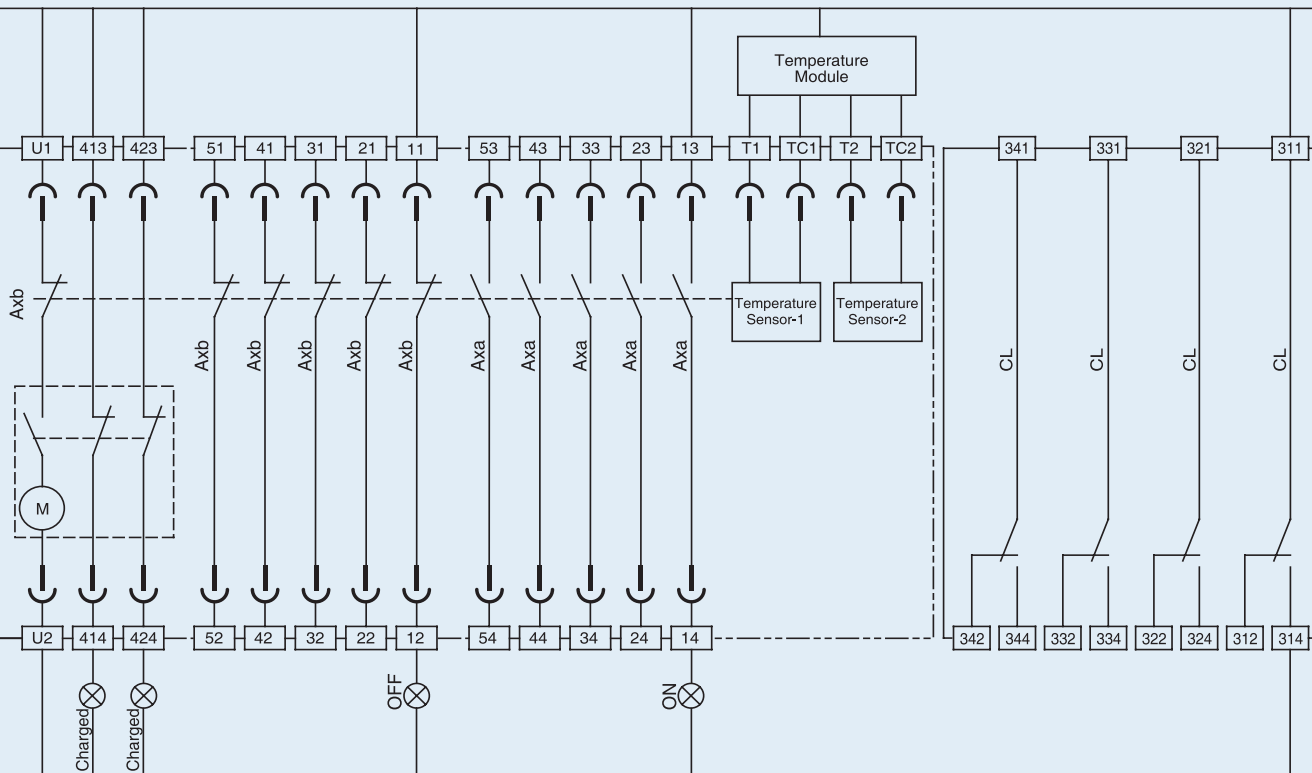 Temperature
Module
U1 413 423 51 41 31 21 11 53 43 33 23 13 T1 TC1 T2 TC2 341 331 321 311
Axb
Temperature
Sensor-1
Temperature
Sensor-2
Axb Axb Axb Axb Axb Axa Axa Axa Axa Axa CL CL CL CL
M
U2 414 424 52 42 32 22 12 54 44 34 24 14 342 344 332 334 322 324 312 314
Charged
Charged
OFF
ON